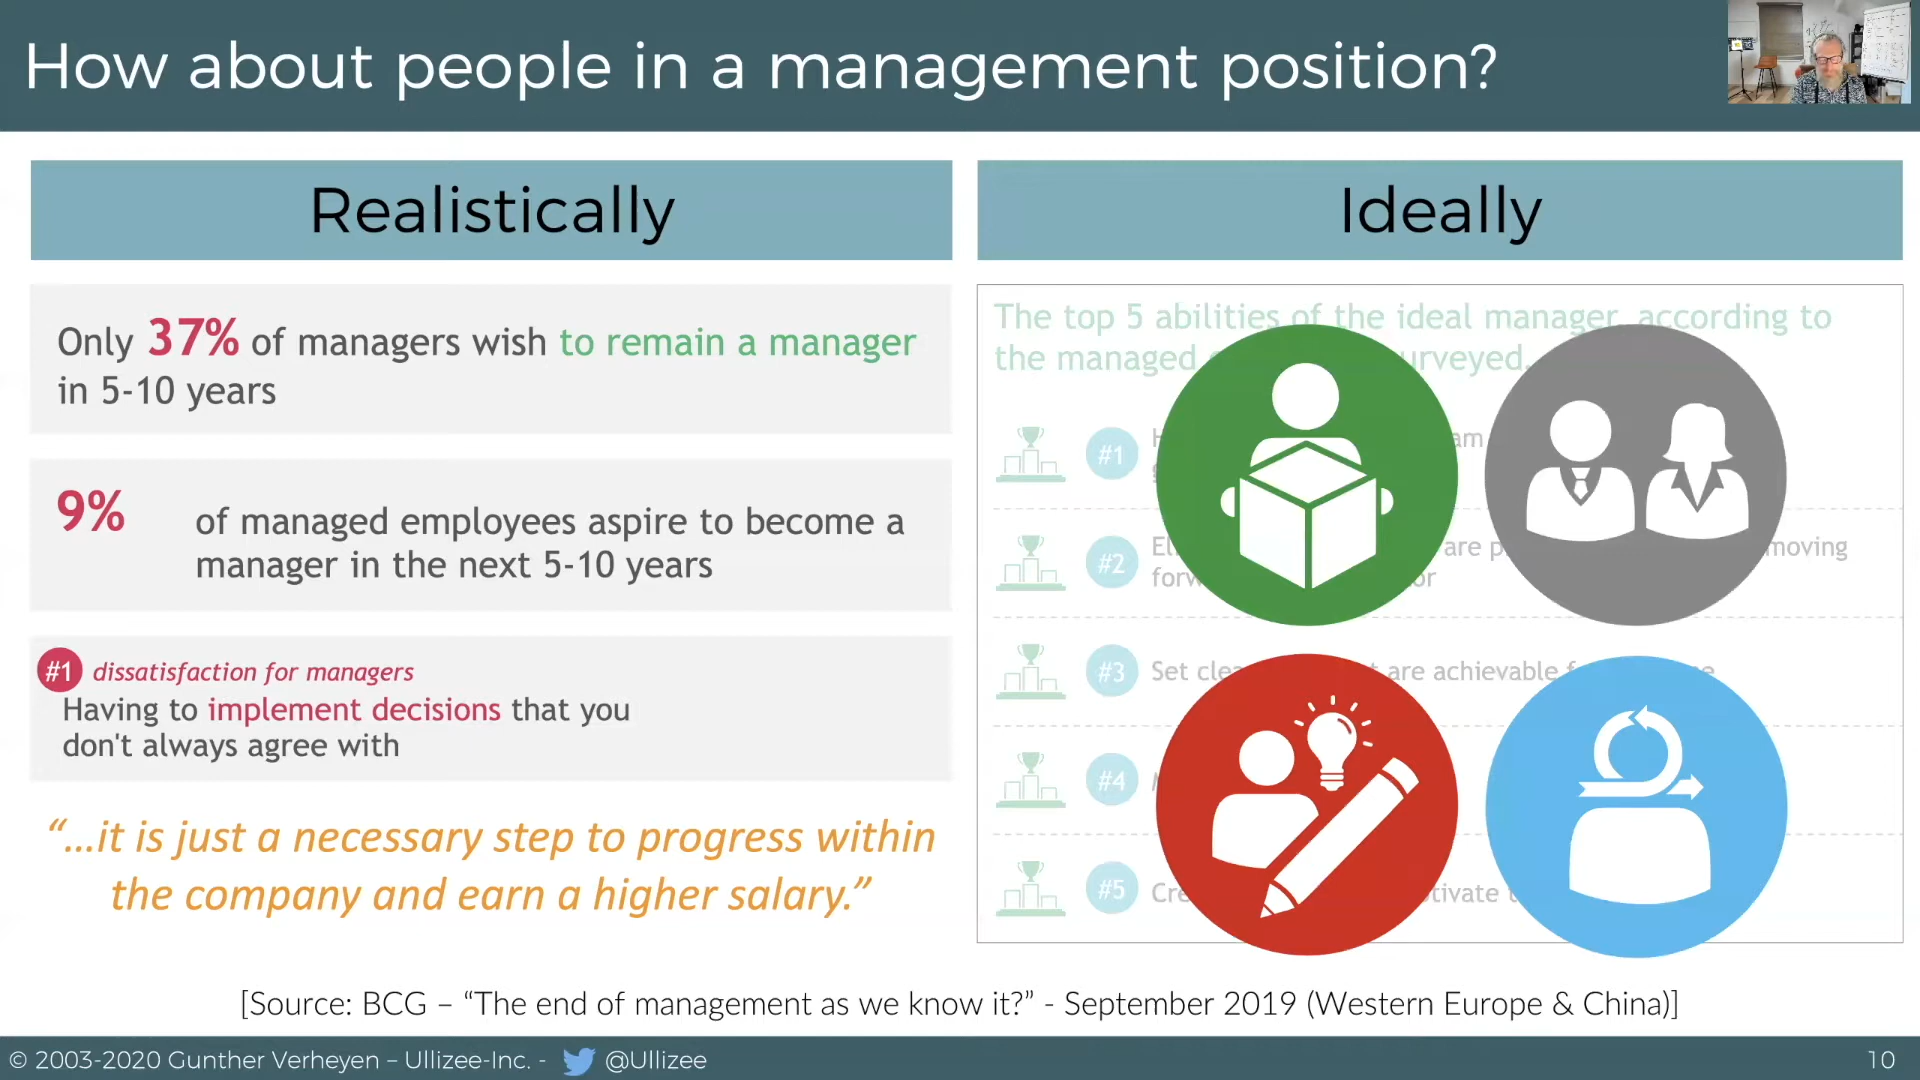 How about people in a management position?
Realistically
Only 37% of managers wish to remain a manager
in 5-10 years
9%
of managed employees aspire to become a
manager in the next 5-10 years
#1 dissatisfaction for managers
Having to implement decisions that you
don't always agree with
“…it is just a necessary step to progress within
the company and earn a higher salary.”
Ideally
The top 5 abilities of the ideal manager, according to
the managed
#1
#2
are moving
#3 Set are achievable
#4
#5
[Source: BCG – “The end of management as we know it?” - September 2019 (Western Europe & China)]
© 2003-2020 Gunther Verheyen – Ullizee-Inc. - @Ullizee
10